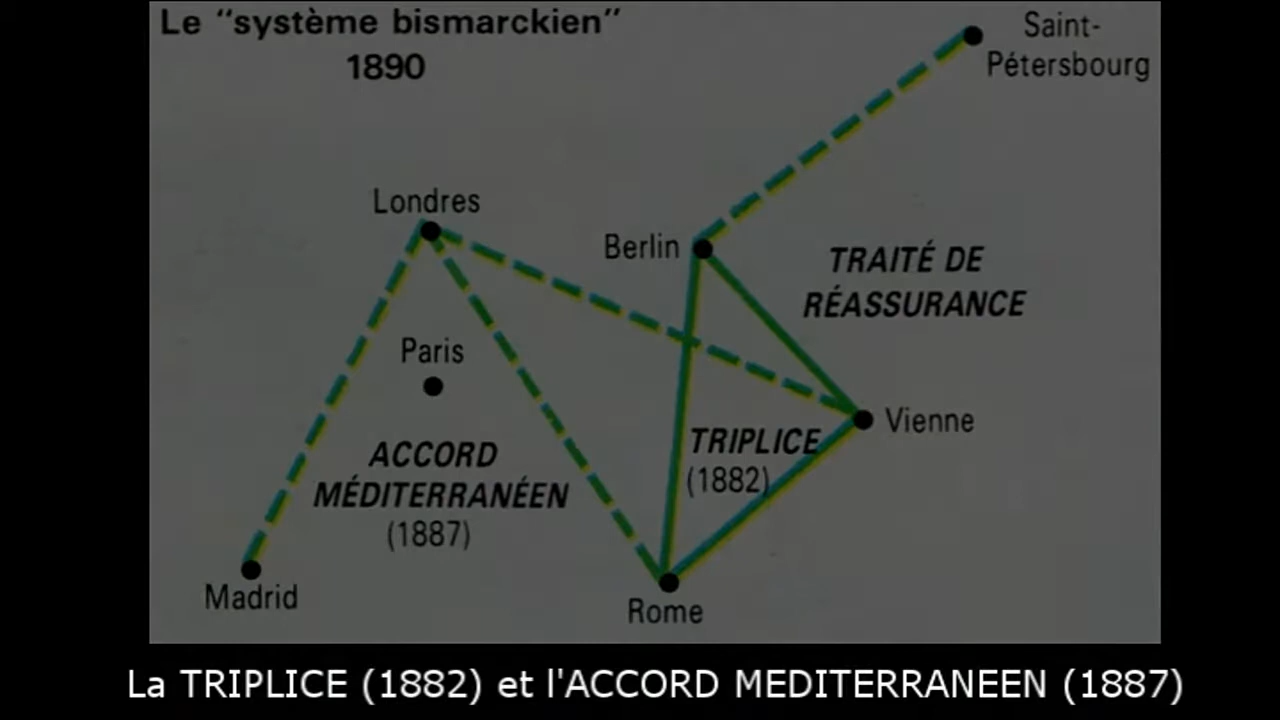 Le "système bismarckien"
1890
Saint-
Pétersbourg
Londres
Berlin
TRAITÉ DE
RÉASSURANCE
Paris
Vienne
TRIPLICE
(1882)
ACCORD
MÉDITERRANÉEN
(1887)
Madrid
Rome
La TRIPLICE (1882) et l'ACCORD MEDITERRANEEN (1887)